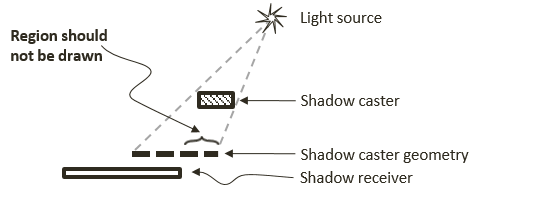 Light source
Region should
not be drawn
Shadow caster
Shadow caster geometry
Shadow receiver